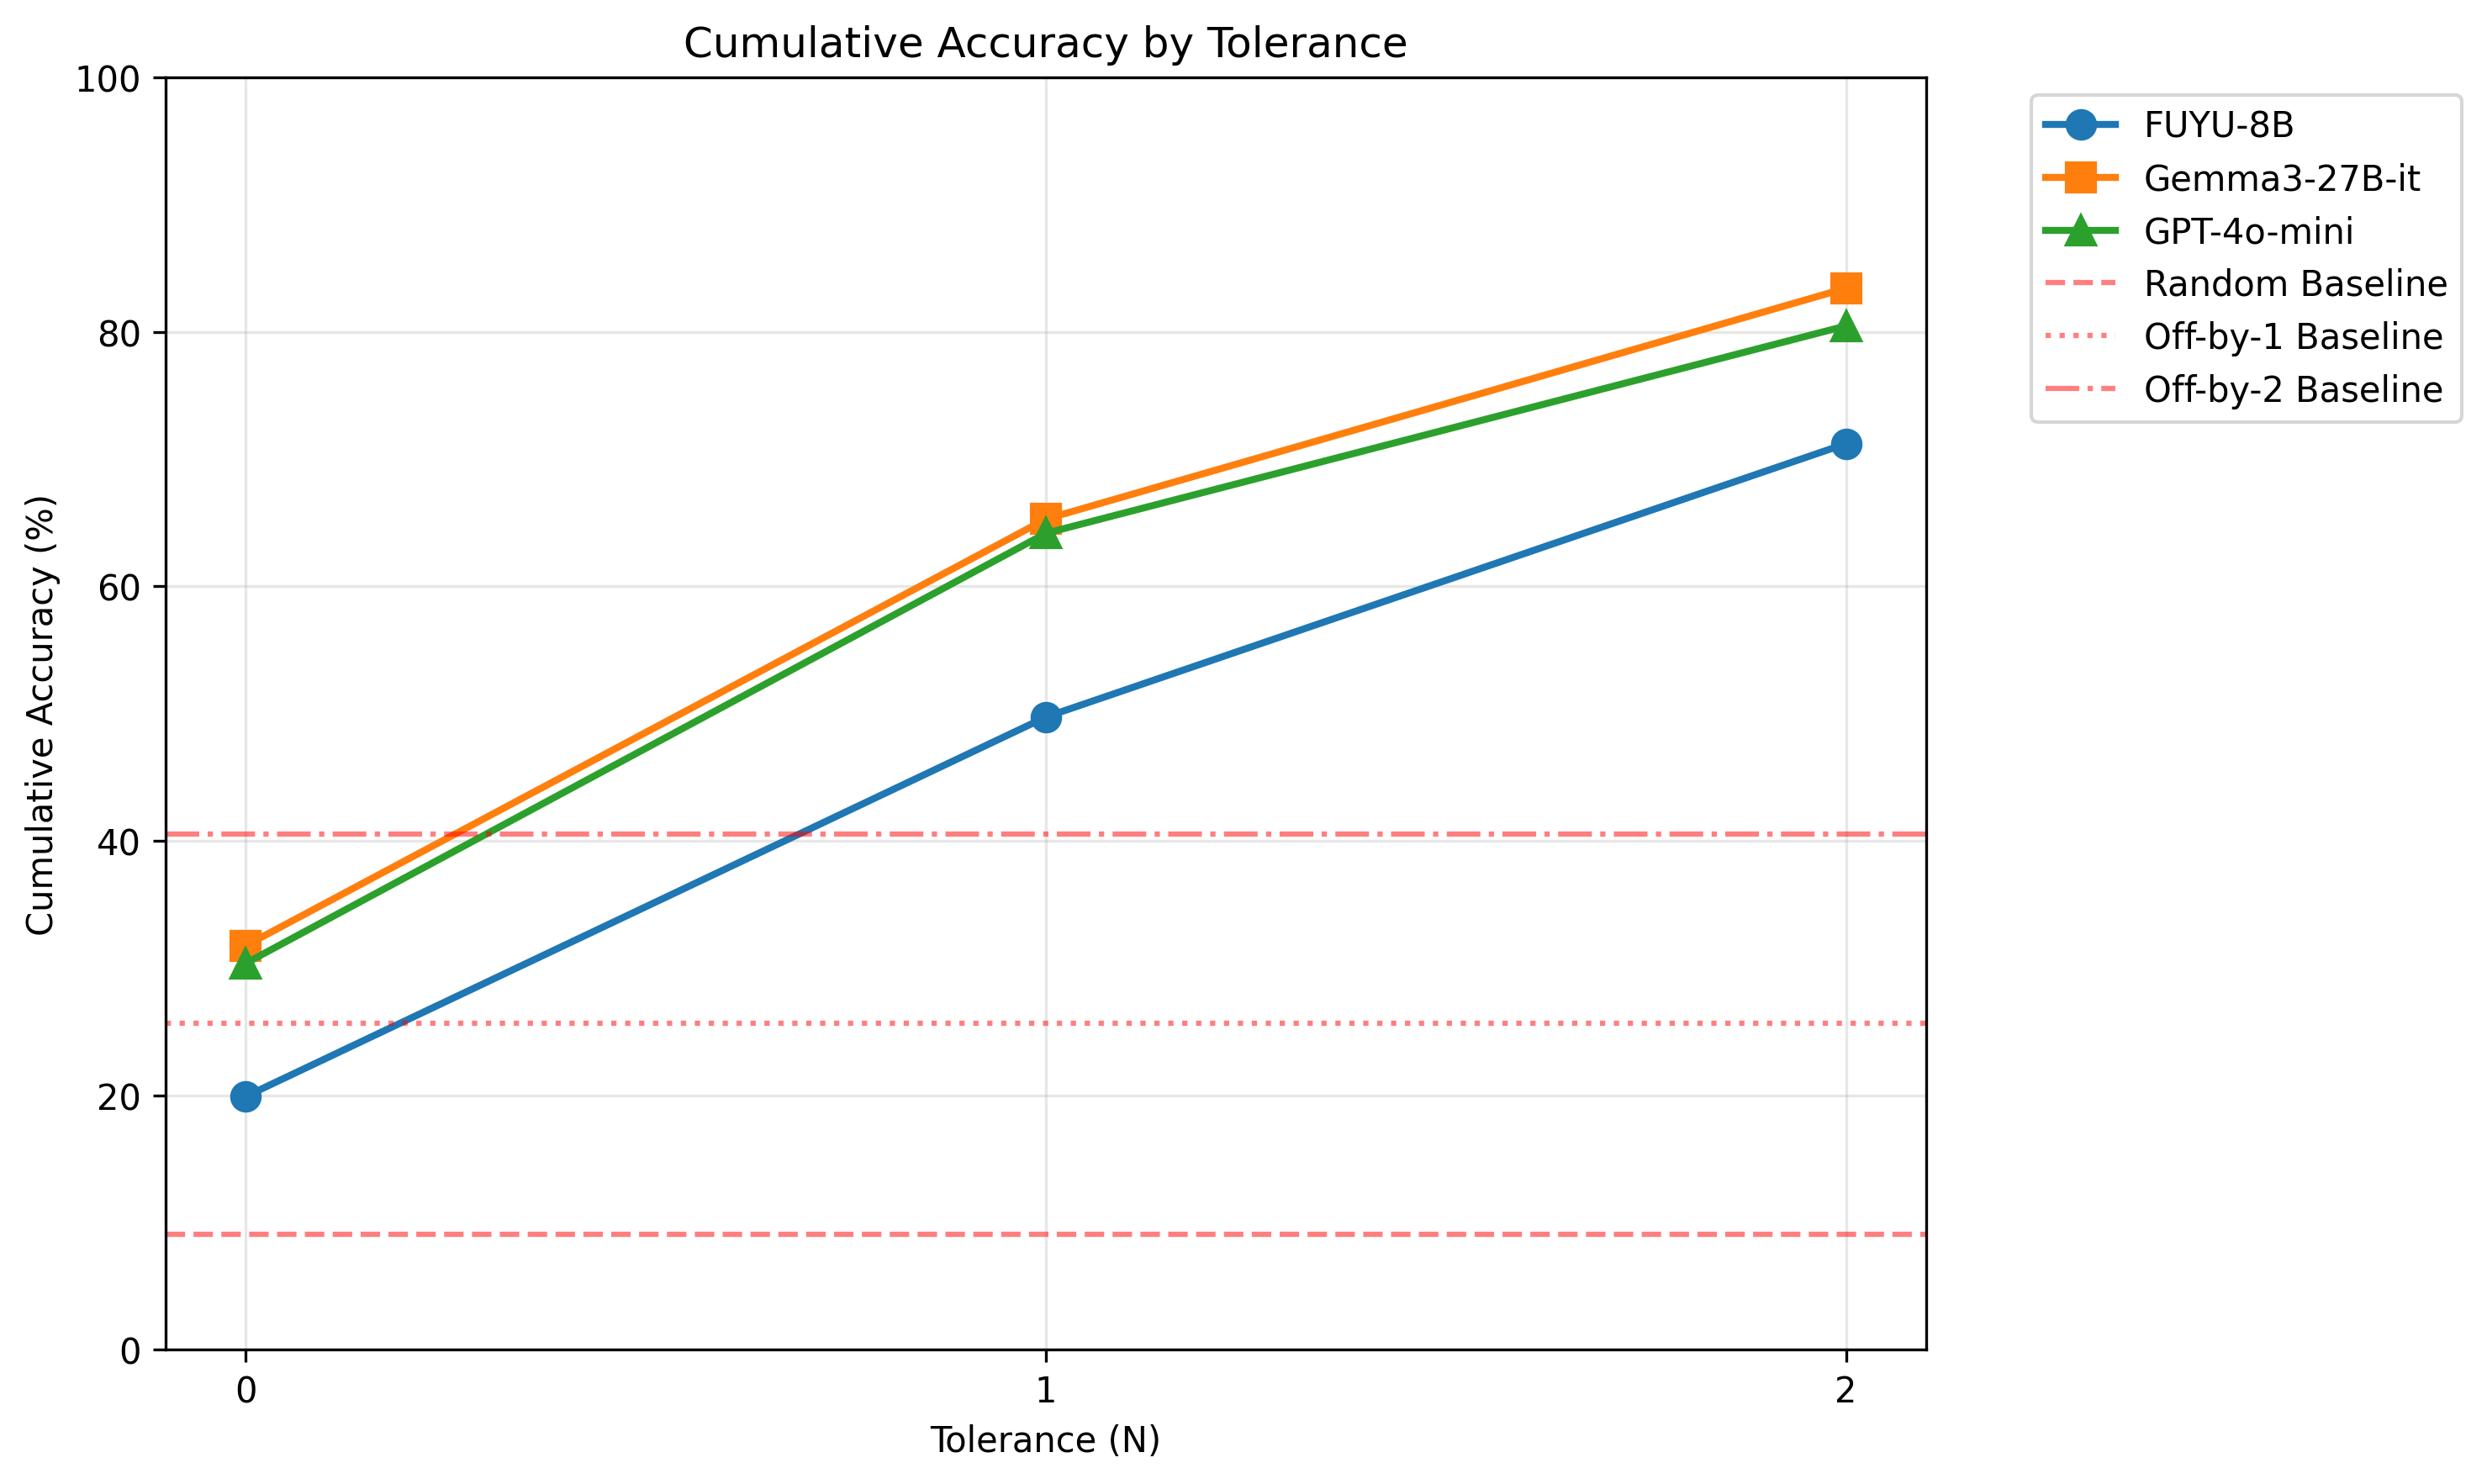 Cumulative Accuracy by Tolerance
100
80
60
40
20
0
Cumulative Accuracy (%)
0
1
2
Tolerance (N)
FUYU-8B
Gemma3-27B-it
GPT-4o-mini
Random Baseline
Off-by-1 Baseline
Off-by-2 Baseline